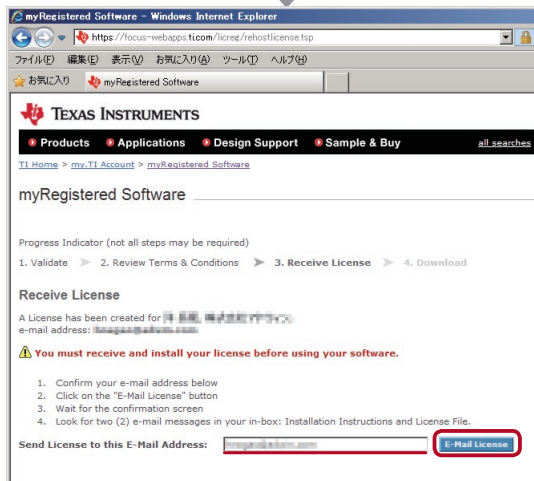 myRegistered Software - Windows Internet Explorer
https://focus-webapps.ti.com/licreg/rehostlicense.tsp
ファイル(F) 編集(E) 表示(V) お気に入り(A) ツール(T) ヘルプ(H)
お気に入り myRegistered Software
TEXAS INSTRUMENTS
Products Applications Design Support Sample & Buy all searches
TI Home > my.TI Account > myRegistered Software
myRegistered Software
Progress Indicator (not all steps may be required)
1. Validate 2. Review Terms & Conditions 3. Receive License 4. Download
Receive License
A License has been created for
e-mail address:
You must receive and install your license before using your software.
1. Confirm your e-mail address below
2. Click on the "E-Mail License" button
3. Wait for the confirmation screen
4. Look for two (2) e-mail messages in your in-box: Installation Instructions and License File.
Send License to this E-Mail Address: E-Mail License